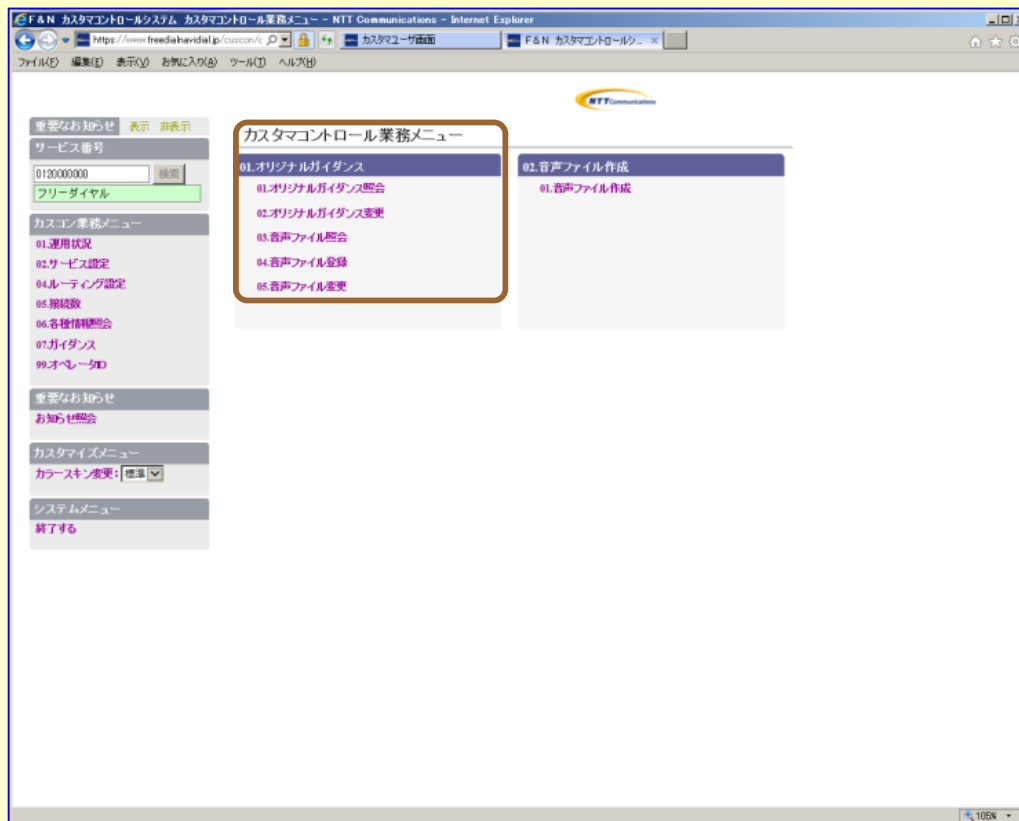 F&N カスタマコントロールシステム カスタマコントロール業務メニュー - NTT Communications - Internet Explorer
https://www.freedialnavidial.jp/cuscon/c
カスタマユーザ画面
F&N カスタマコントロールシ...
ファイル(F) 編集(E) 表示(V) お気に入り(A) ツール(T) ヘルプ(H)
NTT Communications
重要なお知らせ 表示 非表示
サービス番号
0120000000 検索
フリーダイヤル
カスコン業務メニュー
01.運用状況
02.サービス設定
04.ルーティング設定
05.接続数
06.各種情報照会
07.ガイダンス
99.オペレータID
重要なお知らせ
お知らせ照会
カスタマイズメニュー
カラースキン変更: 標準
システムメニュー
終了する
カスタマコントロール業務メニュー
01.オリジナルガイダンス
01.オリジナルガイダンス照会
02.オリジナルガイダンス変更
03.音声ファイル照会
04.音声ファイル登録
05.音声ファイル変更
02.音声ファイル作成
01.音声ファイル作成
105%